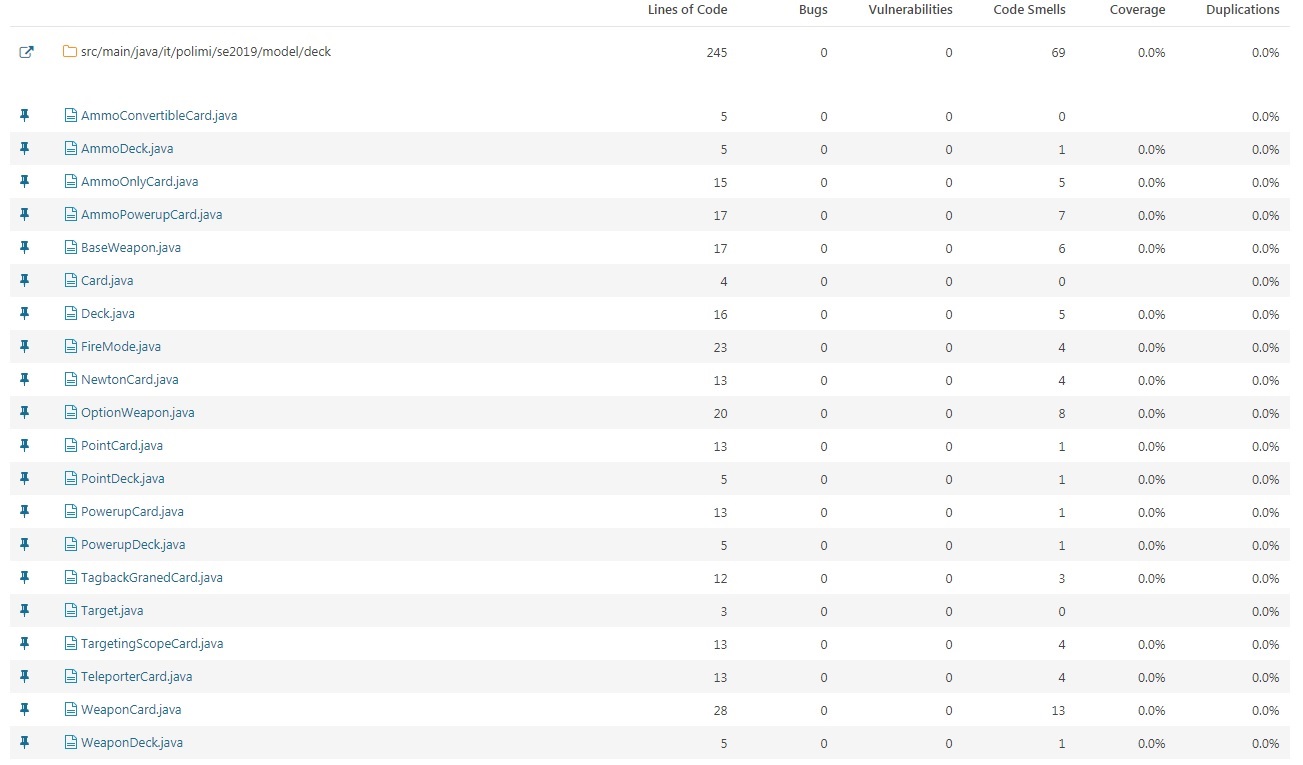 Lines of Code Bugs Vulnerabilities Code Smells Coverage Duplications
src/main/java/it/polimi/se2019/model/deck 245 0 0 69 0.0% 0.0%
AmmoConvertibleCard.java 5 0 0 0 0.0%
AmmoDeck.java 5 0 0 1 0.0% 0.0%
AmmoOnlyCard.java 15 0 0 5 0.0% 0.0%
AmmoPowerupCard.java 17 0 0 7 0.0% 0.0%
BaseWeapon.java 17 0 0 6 0.0% 0.0%
Card.java 4 0 0 0 0.0%
Deck.java 16 0 0 5 0.0% 0.0%
FireMode.java 23 0 0 4 0.0% 0.0%
NewtonCard.java 13 0 0 4 0.0% 0.0%
OptionWeapon.java 20 0 0 8 0.0% 0.0%
PointCard.java 13 0 0 1 0.0% 0.0%
PointDeck.java 5 0 0 1 0.0% 0.0%
PowerupCard.java 13 0 0 1 0.0% 0.0%
PowerupDeck.java 5 0 0 1 0.0% 0.0%
TagbackGranedCard.java 12 0 0 3 0.0% 0.0%
Target.java 3 0 0 0 0.0%
TargetingScopeCard.java 13 0 0 4 0.0% 0.0%
TeleporterCard.java 13 0 0 4 0.0% 0.0%
WeaponCard.java 28 0 0 13 0.0% 0.0%
WeaponDeck.java 5 0 0 1 0.0% 0.0%